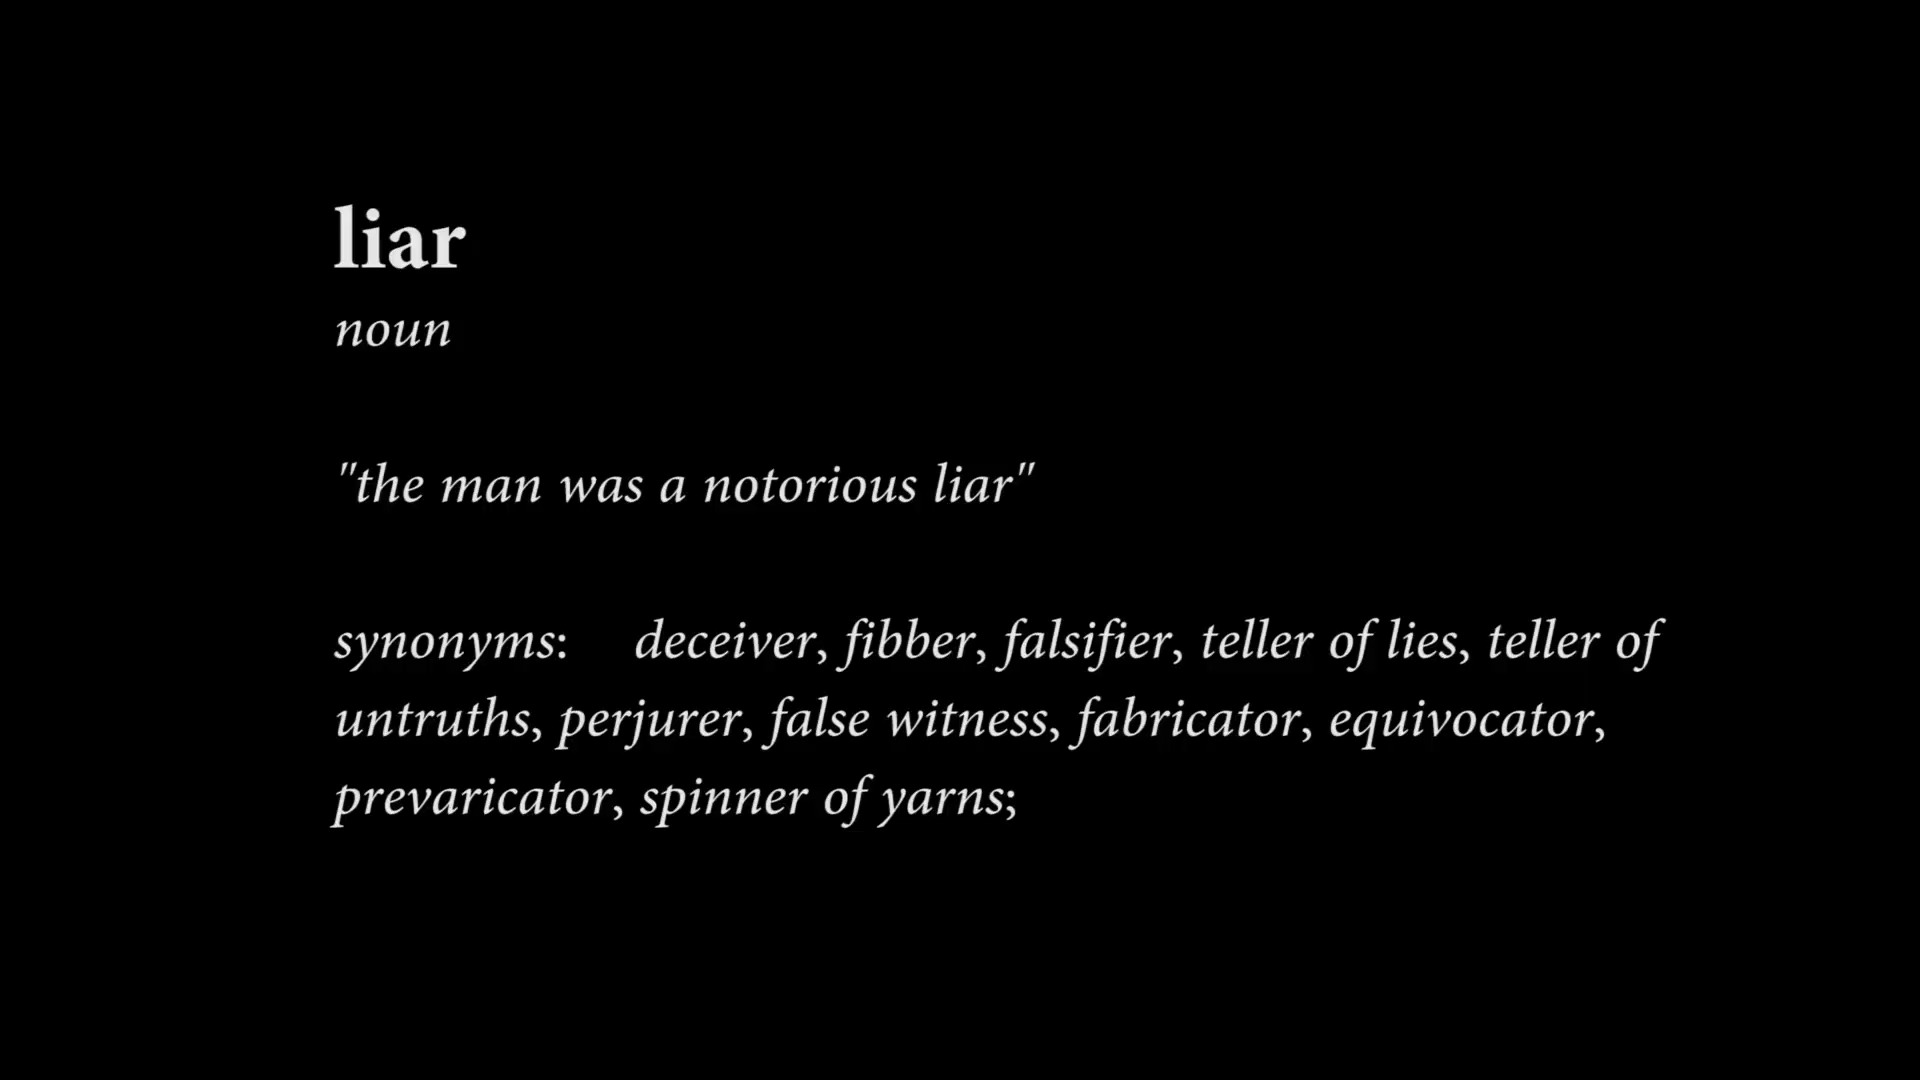 liar
noun
"the man was a notorious liar"
synonyms: deceiver, fibber, falsifier, teller of lies, teller of
untruths, perjurer, false witness, fabricator, equivocator,
prevaricator, spinner of yarns;